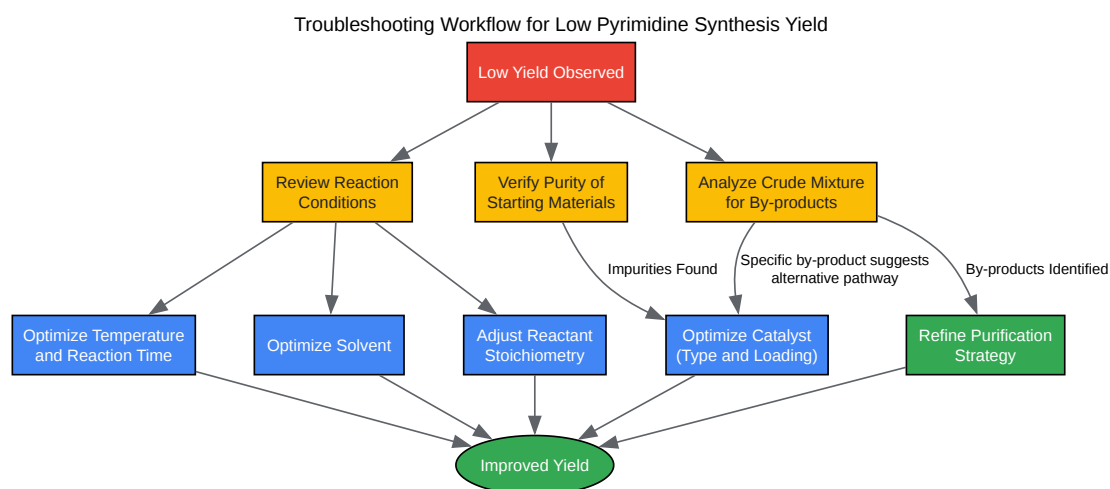 Troubleshooting Workflow for Low Pyrimidine Synthesis Yield
Low Yield Observed
Review Reaction
Conditions
Verify Purity of
Starting Materials
Analyze Crude Mixture
for By-products
Impurities Found
Specific by-product suggests
alternative pathway
By-products Identified
Optimize Temperature
and Reaction Time
Optimize Solvent
Adjust Reactant
Stoichiometry
Optimize Catalyst
(Type and Loading)
Refine Purification
Strategy
Improved Yield